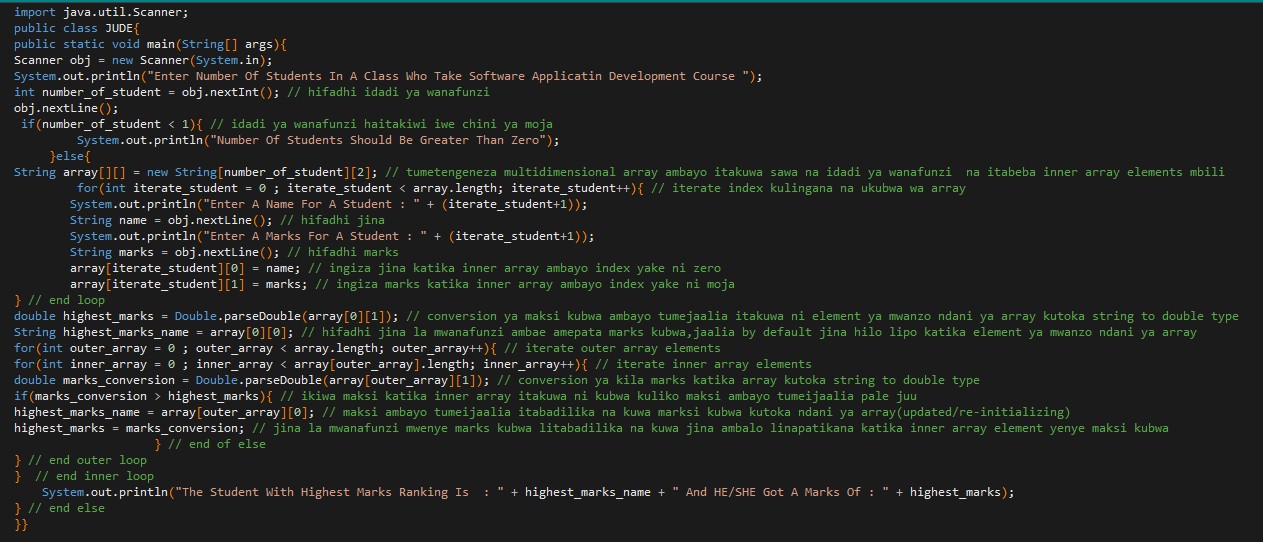 import java.util.Scanner;
public class JUDE{
public static void main(String[] args){
Scanner obj = new Scanner(System.in);
System.out.println("Enter Number Of Students In A Class Who Take Software Applicatin Development Course ");
int number_of_student = obj.nextInt(); // hifadhi idadi ya wanafunzi
obj.nextLine();
if(number_of_student < 1){ // idadi ya wanafunzi haitakiwi iwe chini ya moja
System.out.println("Number Of Students Should Be Greater Than Zero");
}else{
String array[][] = new String[number_of_student][2]; // tumetengeneza multidimensional array ambayo itakuwa sawa na idadi ya wanafunzi  na itabeba inner array elements mbili
for(int iterate_student = 0 ; iterate_student < array.length; iterate_student++){ // iterate index kulingana na ukubwa wa array
System.out.println("Enter A Name For A Student : " + (iterate_student+1));
String name = obj.nextLine(); // hifadhi jina
System.out.println("Enter A Marks For A Student : " + (iterate_student+1));
String marks = obj.nextLine(); // hifadhi marks
array[iterate_student][0] = name; // ingiza jina katika inner array ambayo index yake ni zero
array[iterate_student][1] = marks; // ingiza marks katika inner array ambayo index yake ni moja
} // end loop
double highest_marks = Double.parseDouble(array[0][1]); // conversion ya maksi kubwa ambayo tumejaalia itakuwa ni element ya mwanzo ndani ya array kutoka string to double type
String highest_marks_name = array[0][0]; // hifadhi jina la mwanafunzi ambae amepata marks kubwa,jaalia by default jina hilo lipo katika element ya mwanzo ndani ya array
for(int outer_array = 0 ; outer_array < array.length; outer_array++){ // iterate outer array elements
for(int inner_array = 0 ; inner_array < array[outer_array].length; inner_array++){ // iterate inner array elements
double marks_conversion = Double.parseDouble(array[outer_array][1]); // conversion ya kila marks katika array kutoka string to double type
if(marks_conversion > highest_marks){ // ikiwa maksi katika inner array itakuwa ni kubwa kuliko maksi ambayo tumeijaalia pale juu
highest_marks_name = array[outer_array][0]; // maksi ambayo tumeijaalia itabadilika na kuwa marksi kubwa kutoka ndani ya array(updated/re-initializing)
highest_marks = marks_conversion; // jina la mwanafunzi mwenye marks kubwa litabadilika na kuwa jina ambalo linapatikana katika inner array element yenye maksi kubwa
} // end of else
} // end outer loop
}  // end inner loop
System.out.println("The Student With Highest Marks Ranking Is  : " + highest_marks_name + " And HE/SHE Got A Marks Of : " + highest_marks);
} // end else
}}